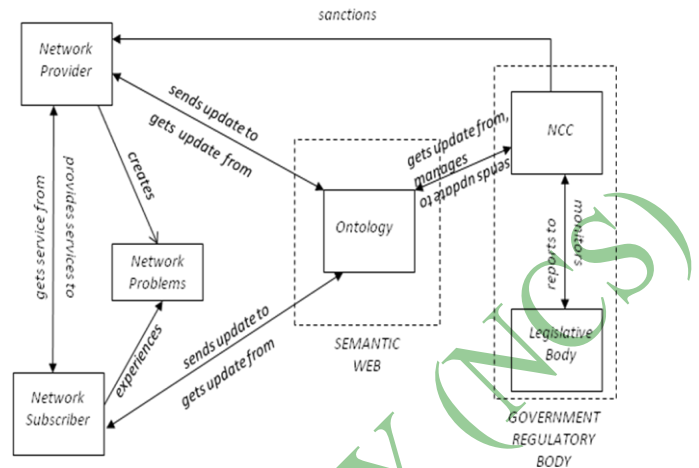 sanctions
Network
Provider
sends update to
gets update from
gets update from,
manages
sends update to
NCC
creates
gets service from
provides services to
Ontology
reports to
monitors
Network
Problems
experiences
sends update to
gets update from
SEMANTIC
WEB
Legislative
Body
Network
Subscriber
GOVERNMENT
REGULATORY
BODY
Y (NCS)